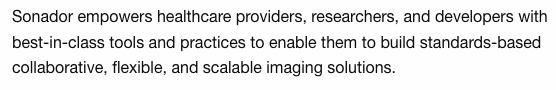 Sonador empowers healthcare providers, researchers, and developers with
best-in-class tools and practices to enable them to build standards-based
collaborative, flexible, and scalable imaging solutions.